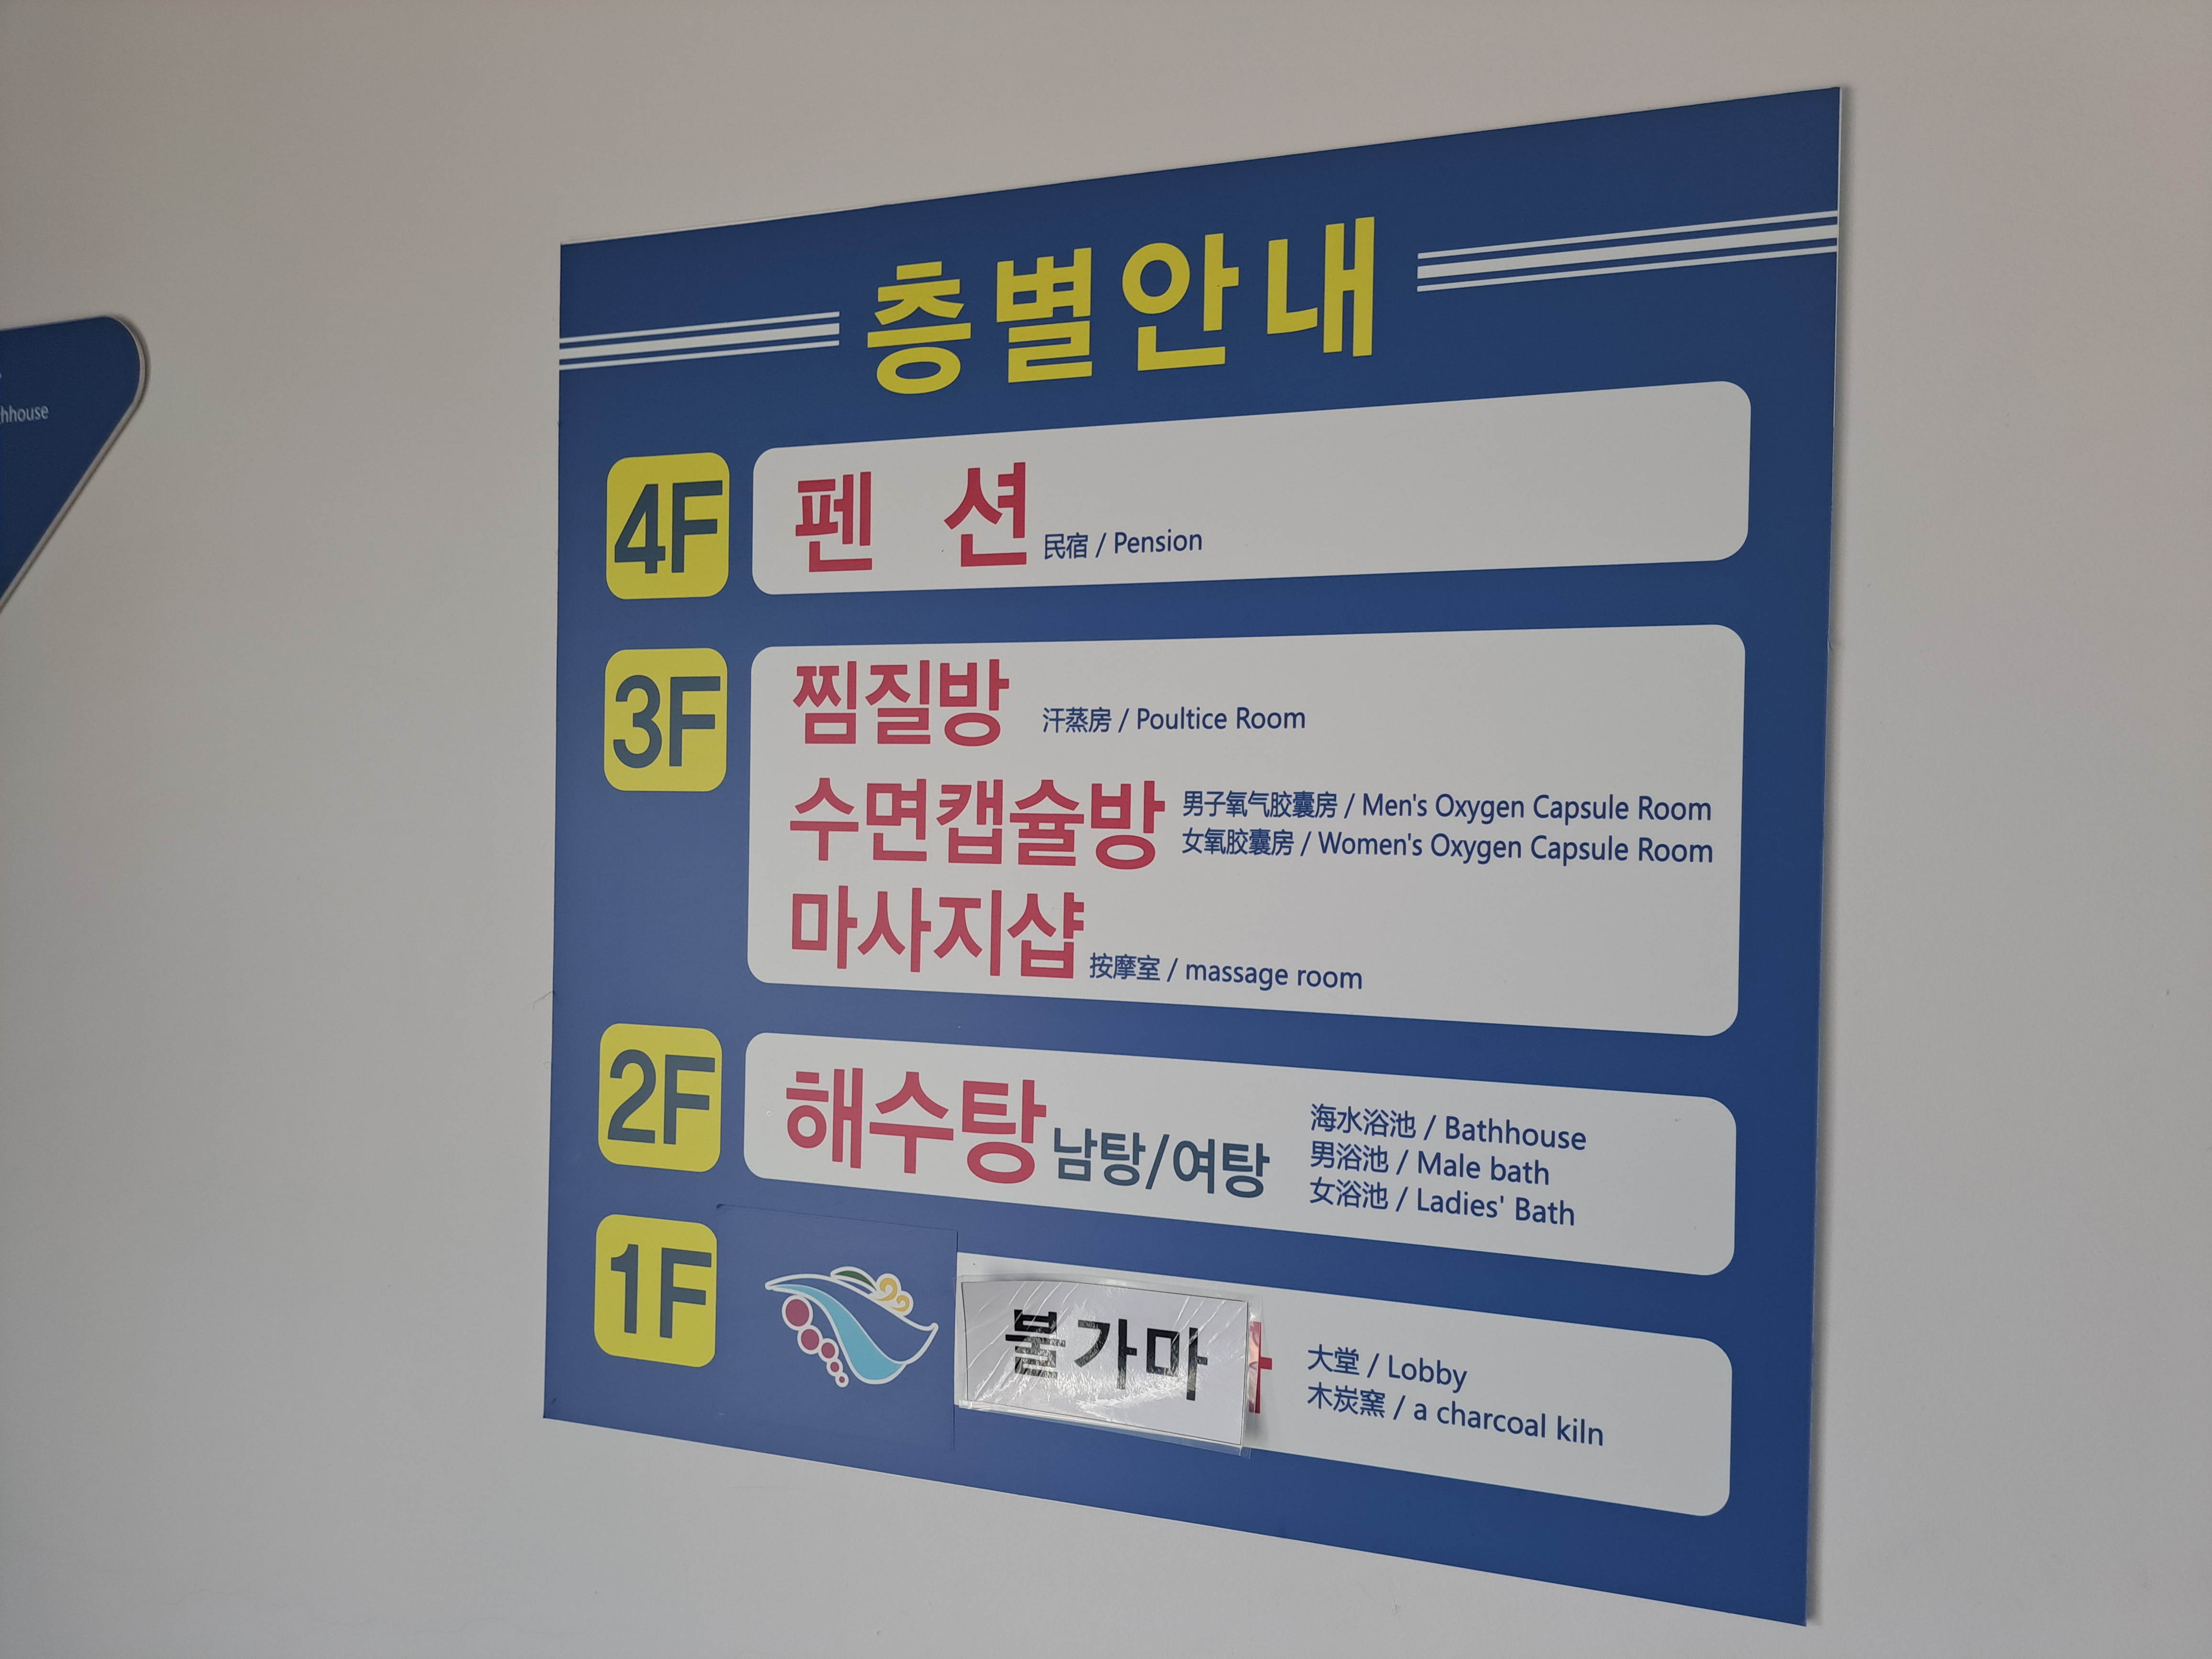 층별안내
4F
펜 션 民宿 / Pension
3F
찜질방 汗蒸房 / Poultice Room
수면캡슐방
男子氧气胶囊房 / Men's Oxygen Capsule Room
女氧胶囊房 / Women's Oxygen Capsule Room
마사지샵 按摩室 / massage room
2F
해수탕 남탕/여탕
海水浴池 / Bathhouse
男浴池 / Male bath
女浴池 / Ladies' Bath
1F
불가마
大堂 / Lobby
木炭窯 / a charcoal kiln